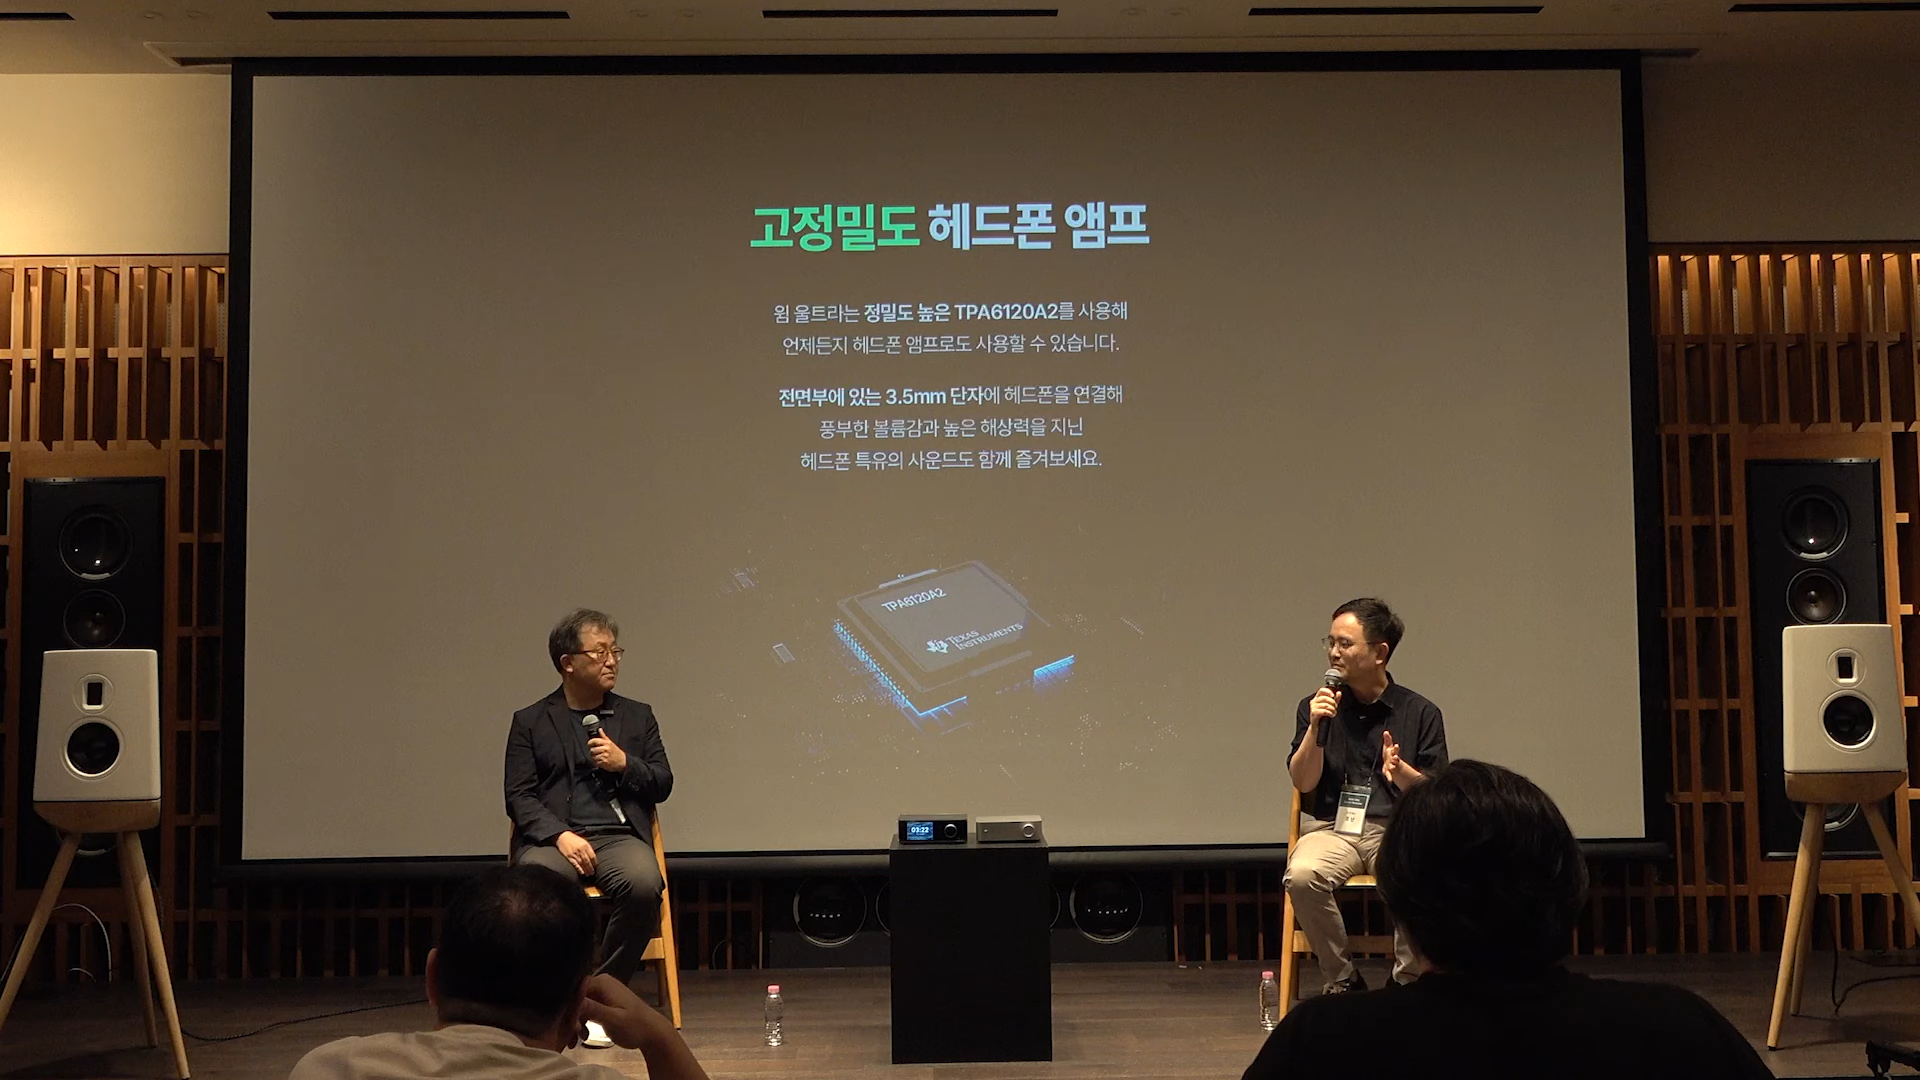 고정밀도 헤드폰 앰프
윔 울트라는 정밀도 높은 TPA6120A2를 사용해
언제든지 헤드폰 앰프로도 사용할 수 있습니다.
전면부에 있는 3.5mm 단자에 헤드폰을 연결해
풍부한 볼륨감과 높은 해상력을 지닌
헤드폰 특유의 사운드도 함께 즐겨보세요.
TPA6120A2
TEXAS
INSTRUMENTS
03:22